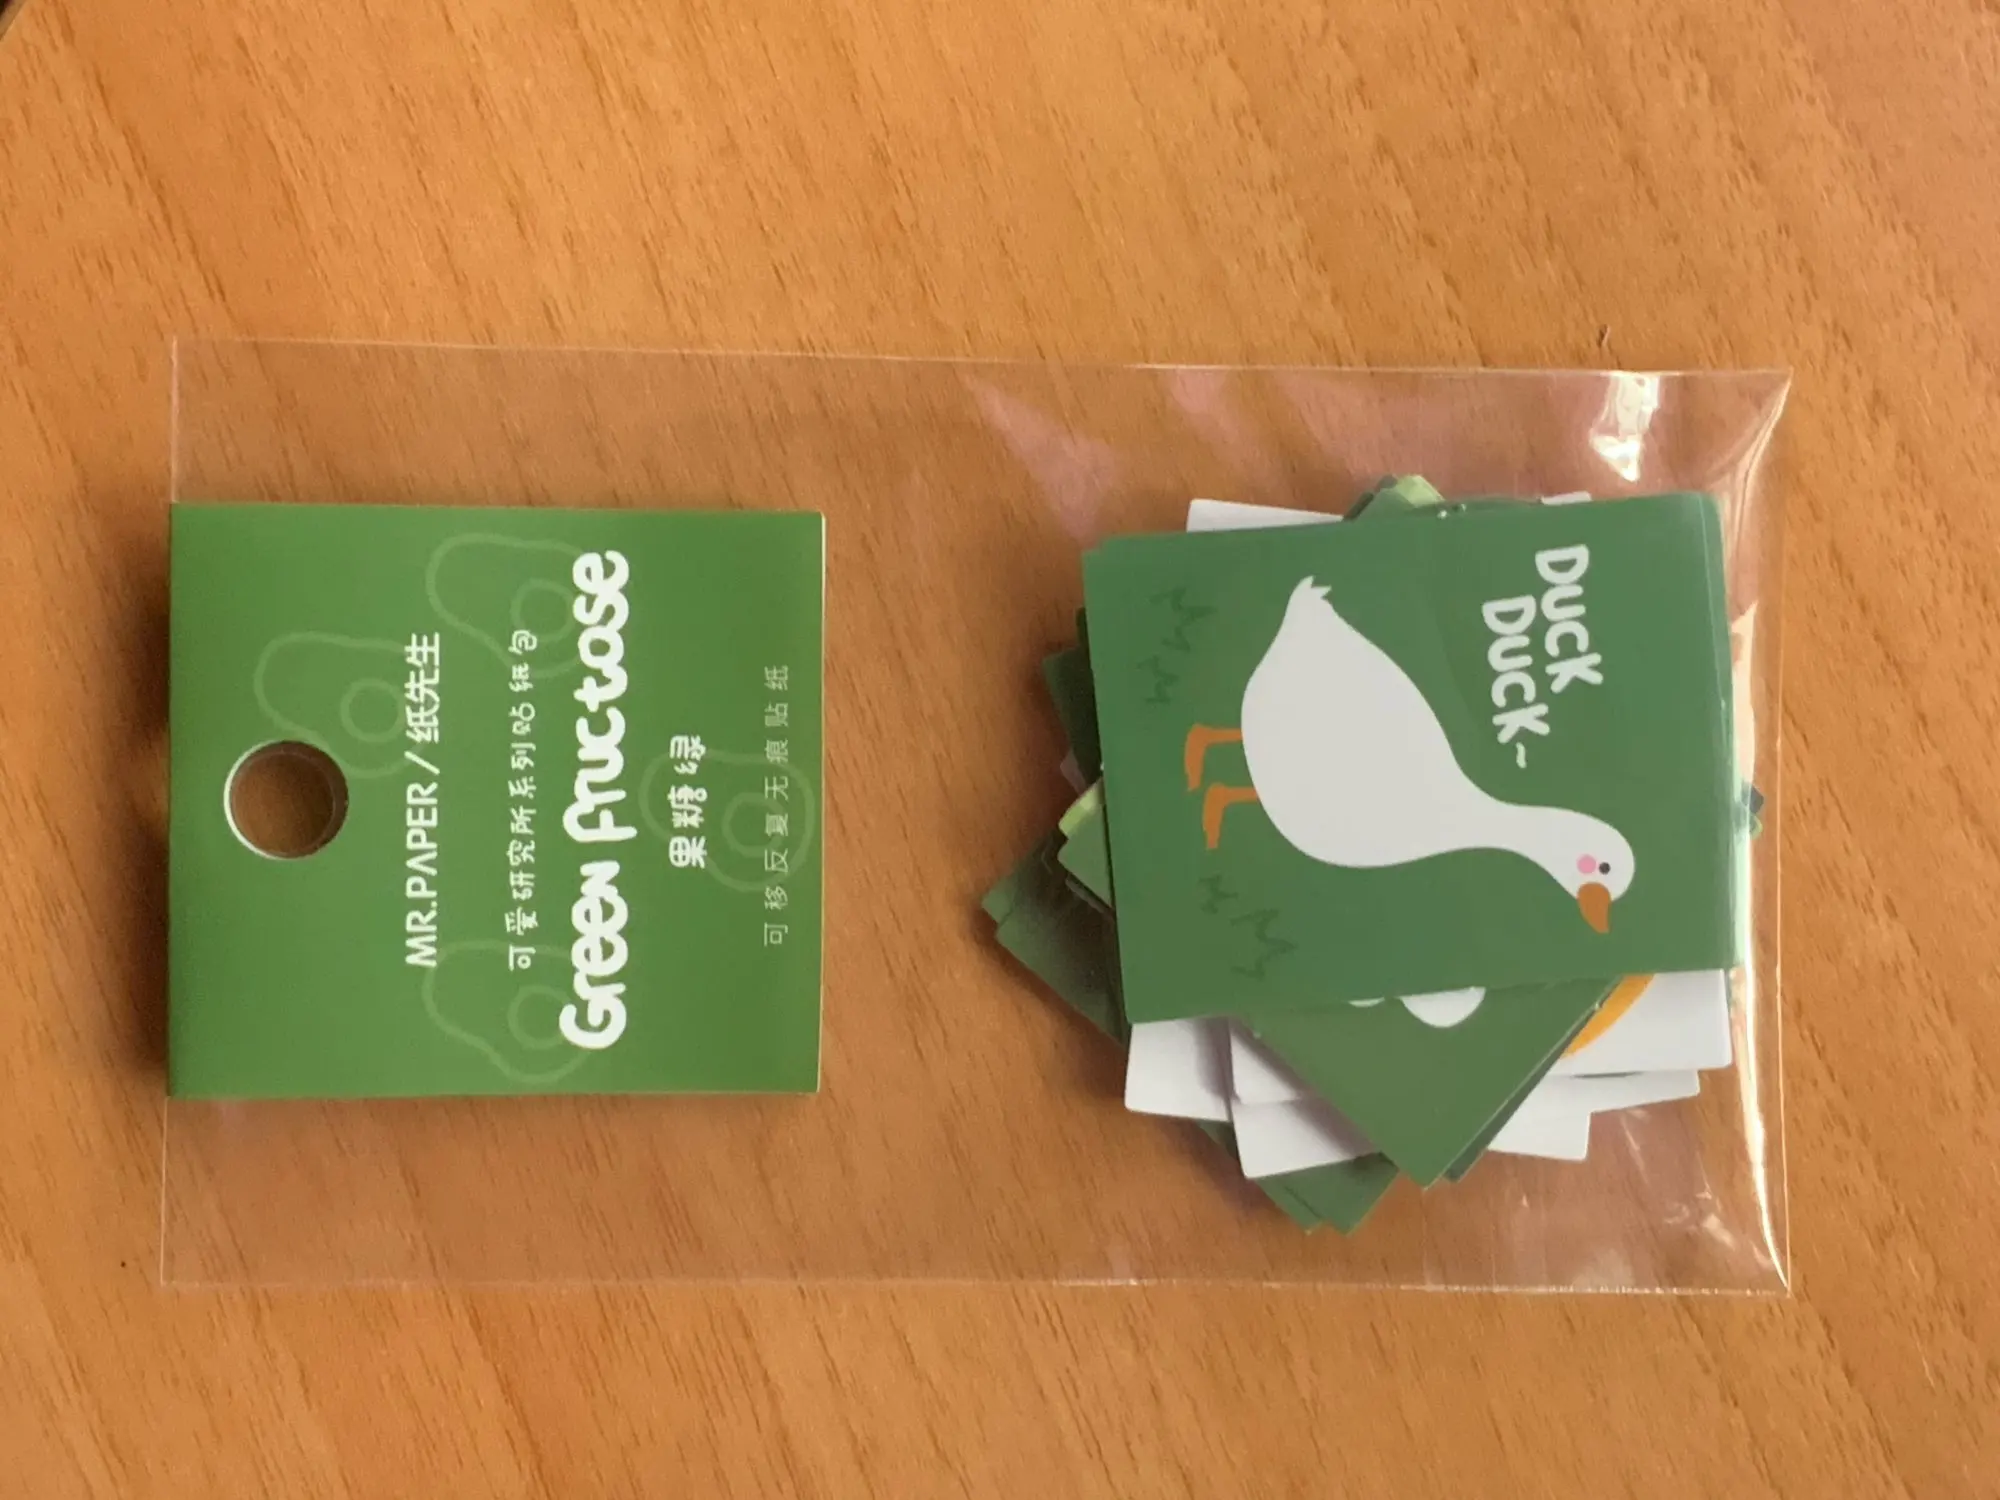 MR.PAPER / 纸先生
可爱研究所系列贴纸包
Green fructose
果糖绿
可移反复无痕贴纸
DUCK
DUCK~